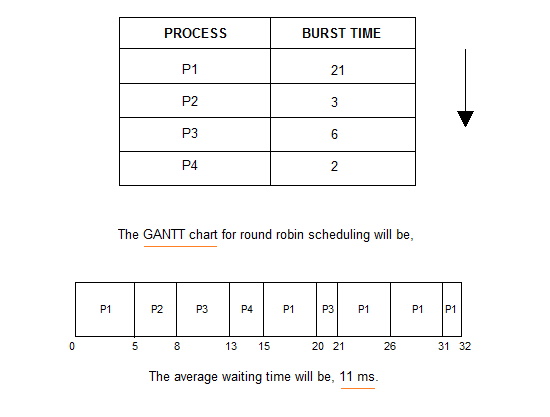 PROCESS BURST TIME
P1 21
P2 3
P3 6
P4 2
The GANTT chart for round robin scheduling will be,
P1 P2 P3 P4 P1 P3 P1 P1 P1
0 5 8 13 15 20 21 26 31 32
The average waiting time will be, 11 ms.